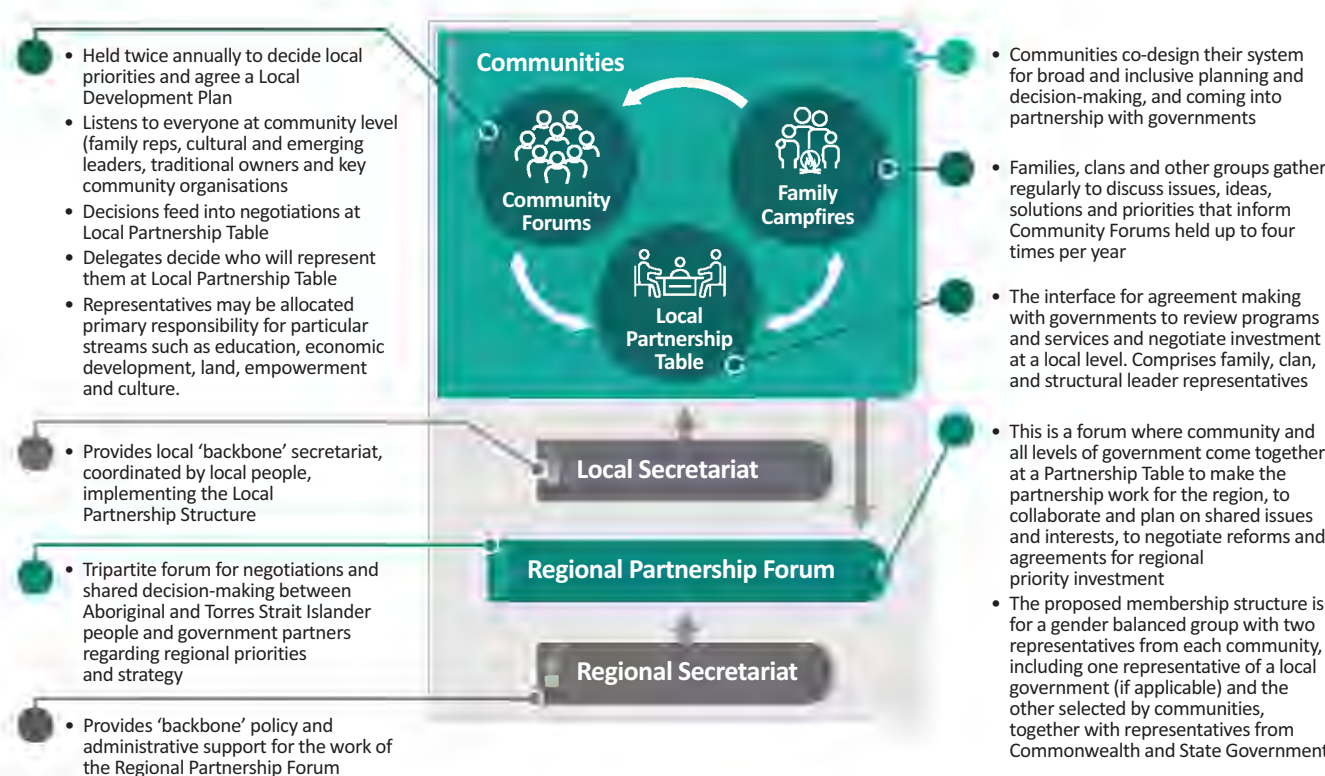 • Held twice annually to decide local
priorities and agree a Local
Development Plan
• Listens to everyone at community level
(family reps, cultural and emerging
leaders, traditional owners and key
community organisations
• Decisions feed into negotiations at
Local Partnership Table
• Delegates decide who will represent
them at Local Partnership Table
• Representatives may be allocated
primary responsibility for particular
streams such as education, economic
development, land, empowerment
and culture.
• Provides local ‘backbone’ secretariat,
coordinated by local people,
implementing the Local
Partnership Structure
• Tripartite forum for negotiations and
shared decision-making between
Aboriginal and Torres Strait Islander
people and government partners
regarding regional priorities
and strategy
• Provides ‘backbone’ policy and
administrative support for the work of
the Regional Partnership Forum
Communities
Community
Forums
Family
Campfires
Local
Partnership
Table
Local Secretariat
Regional Partnership Forum
Regional Secretariat
• Communities co-design their system
for broad and inclusive planning and
decision-making, and coming into
partnership with governments
• Families, clans and other groups gather
regularly to discuss issues, ideas,
solutions and priorities that inform
Community Forums held up to four
times per year
• The interface for agreement making
with governments to review programs
and services and negotiate investment
at a local level. Comprises family, clan,
and structural leader representatives
• This is a forum where community and
all levels of government come together
at a Partnership Table to make the
partnership work for the region, to
collaborate and plan on shared issues
and interests, to negotiate reforms and
agreements for regional
priority investment
• The proposed membership structure is
for a gender balanced group with two
representatives from each community,
including one representative of a local
government (if applicable) and the
other selected by communities,
together with representatives from
Commonwealth and State Government